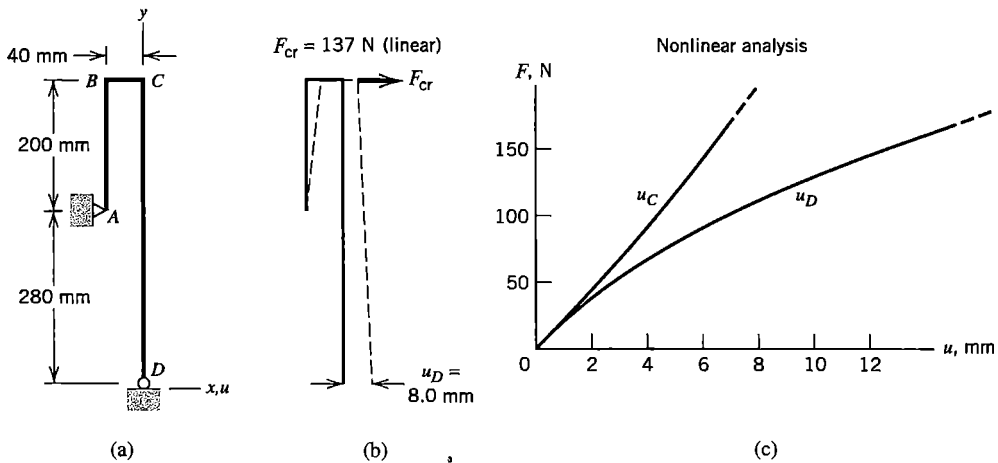 y
40 mm
B
C
200 mm
A
280 mm
D
x,u
(a)
F_cr = 137 N (linear)
F_cr
u_D =
8.0 mm
(b)
Nonlinear analysis
F, N
150
100
50
0
2
4
6
8
10
12
u, mm
u_C
u_D
(c)